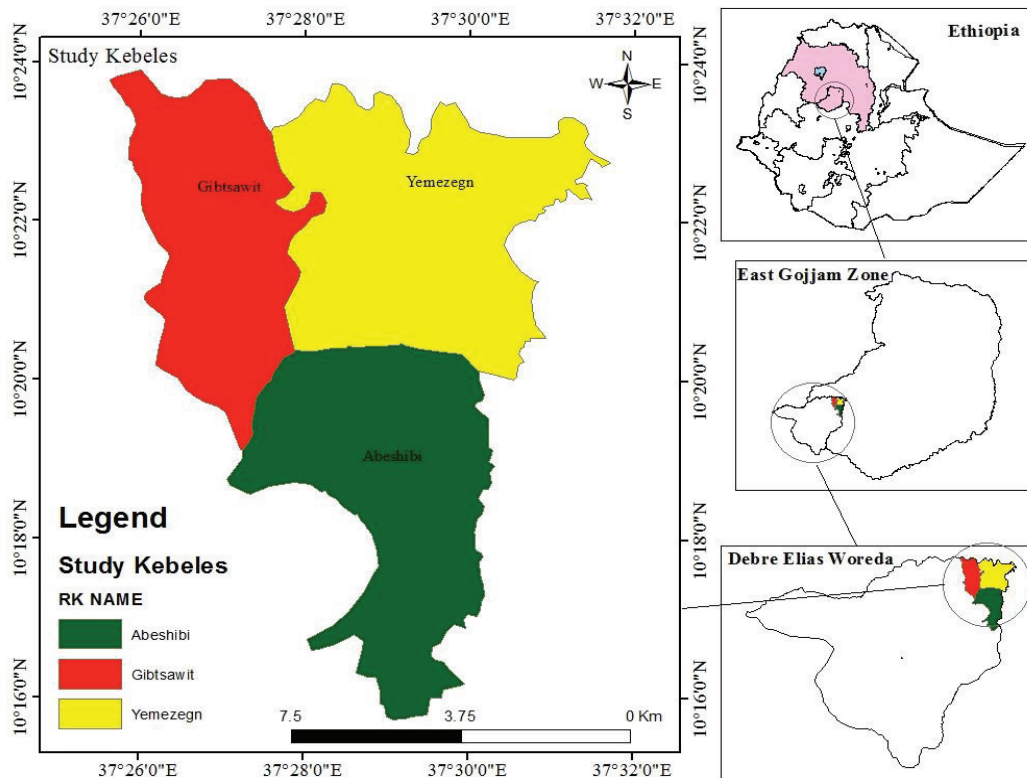 37°26'0"E 37°28'0"E 37°30'0"E 37°32'0"E
Study Kebeles
N
W E
S
10°24'0"N
10°22'0"N
10°20'0"N
10°18'0"N
10°16'0"N
Gibtsawit
Yemezegn
Abeshibi
Legend
Study Kebeles
RK NAME
Abeshibi
Gibtsawit
Yemezegn
7.5 3.75 0 Km
10°24'0"N
10°22'0"N
10°20'0"N
10°18'0"N
10°16'0"N
37°26'0"E 37°28'0"E 37°30'0"E 37°32'0"E
Ethiopia
East Gojjam Zone
Debre Elias Woreda